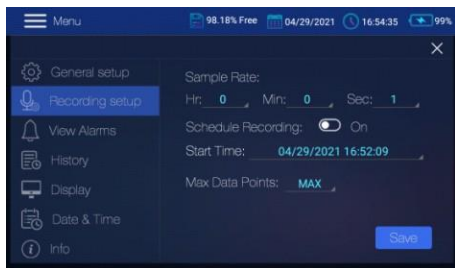 Menu 98.18% Free 04/29/2021 16:54:35 99%
General setup
Recording setup
View Alarms
History
Display
Date & Time
Info
Sample Rate:
Hr: 0 Min: 0 Sec: 1
Schedule Recording: On
Start Time: 04/29/2021 16:52:09
Max Data Points: MAX
Save